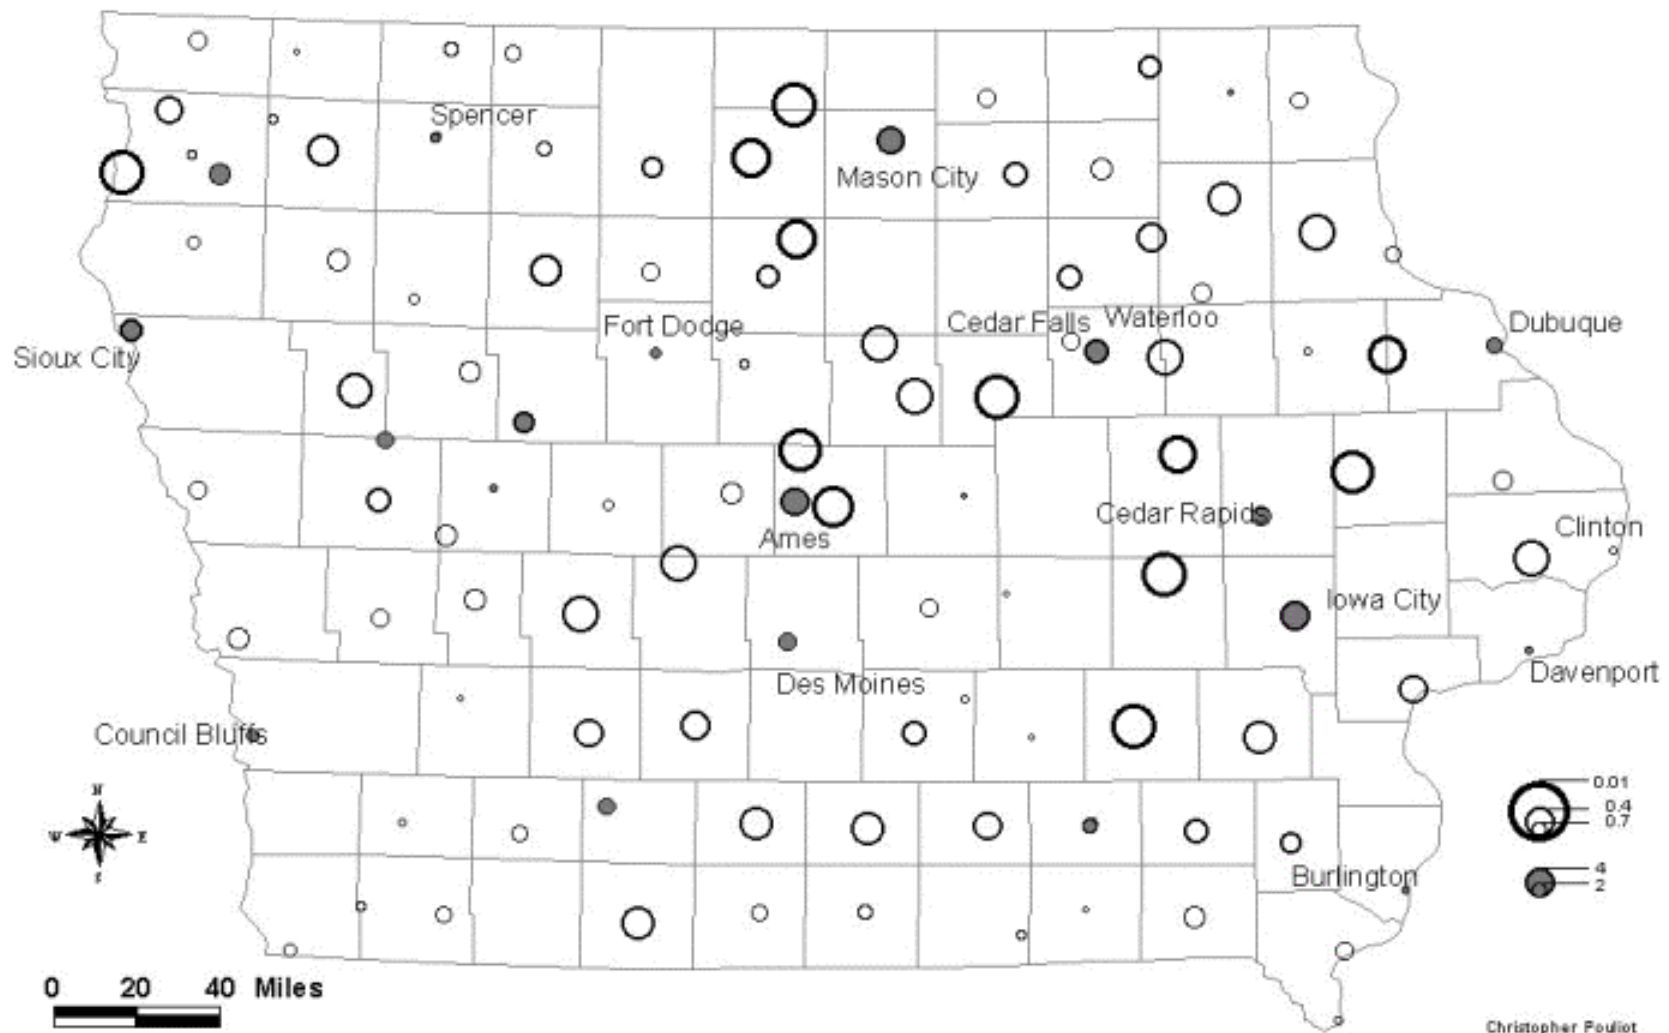 Spencer
Mason City
Fort Dodge
Cedar Falls Waterloo
Dubuque
Sioux City
Cedar Rapids
Clinton
Ames
Iowa City
Davenport
Des Moines
Council Bluffs
N
W E
S
0.01
0.4
0.7
4
2
Burlington
0 20 40 Miles
Christopher Pouliot